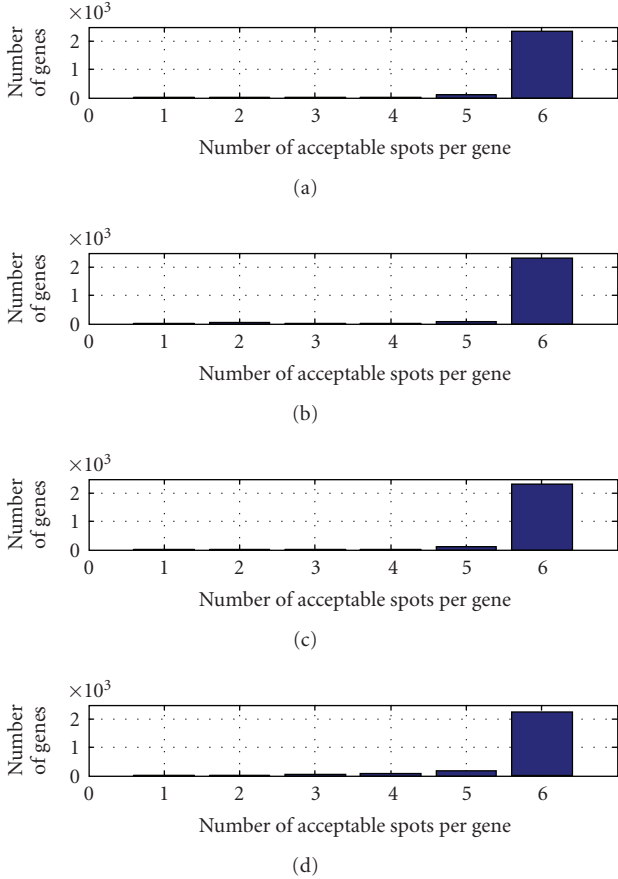 ×10³
Number
of genes
2
1
0
0 1 2 3 4 5 6
Number of acceptable spots per gene
(a)
×10³
Number
of genes
2
1
0
0 1 2 3 4 5 6
Number of acceptable spots per gene
(b)
×10³
Number
of genes
2
1
0
0 1 2 3 4 5 6
Number of acceptable spots per gene
(c)
×10³
Number
of genes
2
1
0
0 1 2 3 4 5 6
Number of acceptable spots per gene
(d)